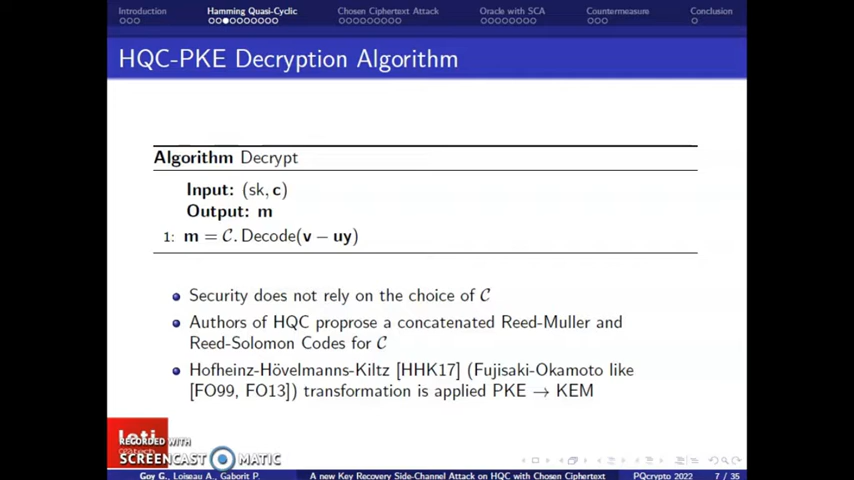 Introduction Hamming Quasi-Cyclic Chosen Ciphertext Attack Oracle with SCA Countermeasure Conclusion
HQC-PKE Decryption Algorithm
Algorithm Decrypt
Input: (sk, c)
Output: m
1: m = 𝒞.Decode(v − uy)
Security does not rely on the choice of 𝒞
Authors of HQC proprose a concatenated Reed-Muller and
Reed-Solomon Codes for 𝒞
Hofheinz-Hövelmanns-Kiltz [HHK17] (Fujisaki-Okamoto like
[FO99, FO13]) transformation is applied PKE → KEM
leti
RECORDED WITH
SCREENCAST MATIC
Goy G., Loiseau A., Gaborit P. A new Key Recovery Side-Channel Attack on HQC with Chosen Ciphertext PQcrypto 2022 7 / 35